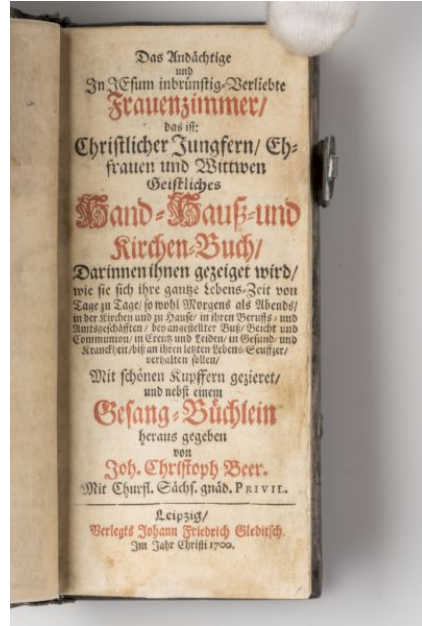 Das Andächtige
und
In JEsum inbrünstig-Verliebte
Frauenzimmer/
das ist:
Christlicher Jungfern/ Eh-
frauen und Wittwen
Geistliches
Hand-Hauß-und
Kirchen-Buch/
Darinnen ihnen gezeiget wird/
wie sie sich ihre gantze Lebens-Zeit von
Tage zu Tage/ so wohl Morgens als Abends/
in der Kirchen und zu Hause/ in ihren Beruffs- und
Amtsgeschäfften/ bey angestellter Buß/ Beicht und
Communion/ in Creutz und Leiden/ in Gesund- und
Kranckheit/ biß an ihren letzten Lebens-Seuffzer/
verhalten sollen/
Mit schönen Kupffern gezieret/
und nebst einem
Gesang-Büchlein
heraus gegeben
von
Joh. Christoph Beer.
Mit Churfl. Sächs. gnäd. PRIVIL.
Leipzig/
Verlegts Johann Friedrich Gleditsch.
Im Jahr Christi 1700.